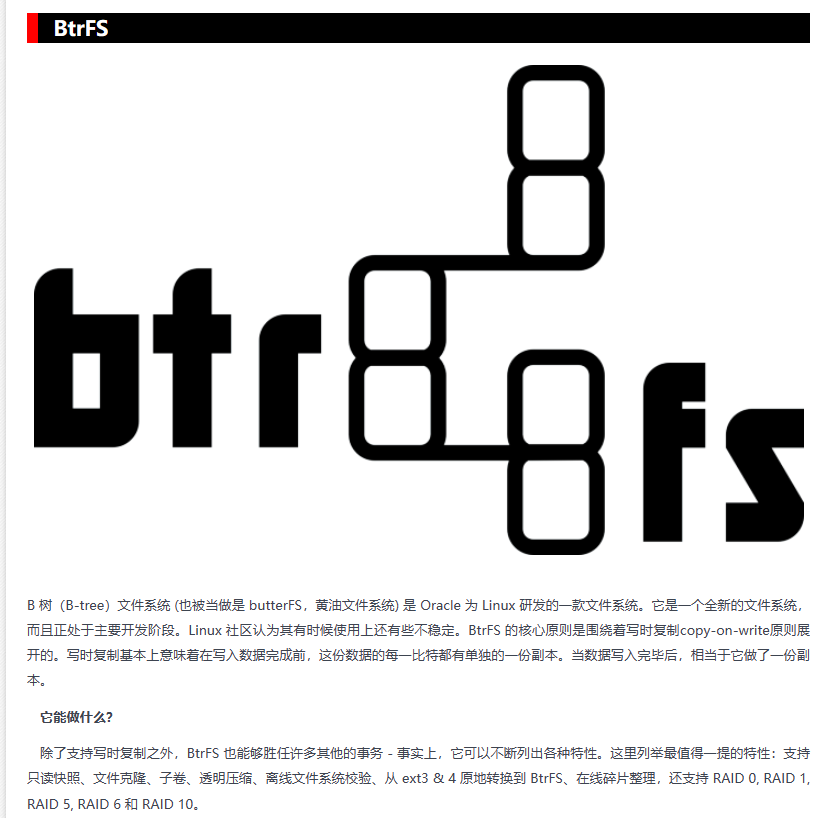 BtrFS
btr fs
B 树（B-tree）文件系统 (也被当做是 butterFS，黄油文件系统) 是 Oracle 为 Linux 研发的一款文件系统。它是一个全新的文件系统，
而且正处于主要开发阶段。Linux 社区认为其有时候使用上还有些不稳定。BtrFS 的核心原则是围绕着写时复制copy-on-write原则展
开的。写时复制基本上意味着在写入数据完成前，这份数据的每一比特都有单独的一份副本。当数据写入完毕后，相当于它做了一份副
本。
它能做什么？
除了支持写时复制之外，BtrFS 也能够胜任许多其他的事务 - 事实上，它可以不断列出各种特性。这里列举最值得一提的特性：支持
只读快照、文件克隆、子卷、透明压缩、离线文件系统校验、从 ext3 & 4 原地转换到 BtrFS、在线碎片整理，还支持 RAID 0, RAID 1,
RAID 5, RAID 6 和 RAID 10。